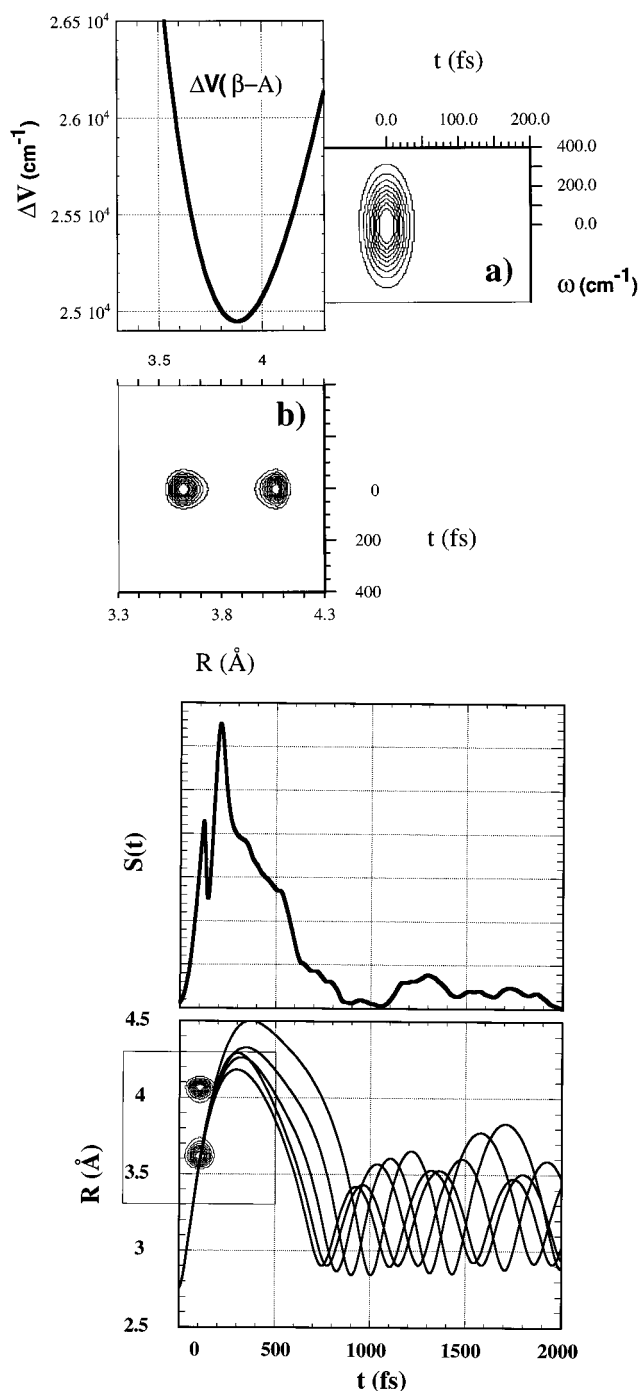 2.65 10⁴
ΔV(β−A)
2.6 10⁴
ΔV (cm⁻¹)
2.55 10⁴
2.5 10⁴
3.5
4
t (fs)
0.0
100.0
200.0
400.0
200.0
0.0
a)
ω (cm⁻¹)
b)
0
200
400
t (fs)
3.3
3.8
4.3
R (Å)
S(t)
4.5
4
R (Å)
3.5
3
2.5
0
500
1000
1500
2000
t (fs)